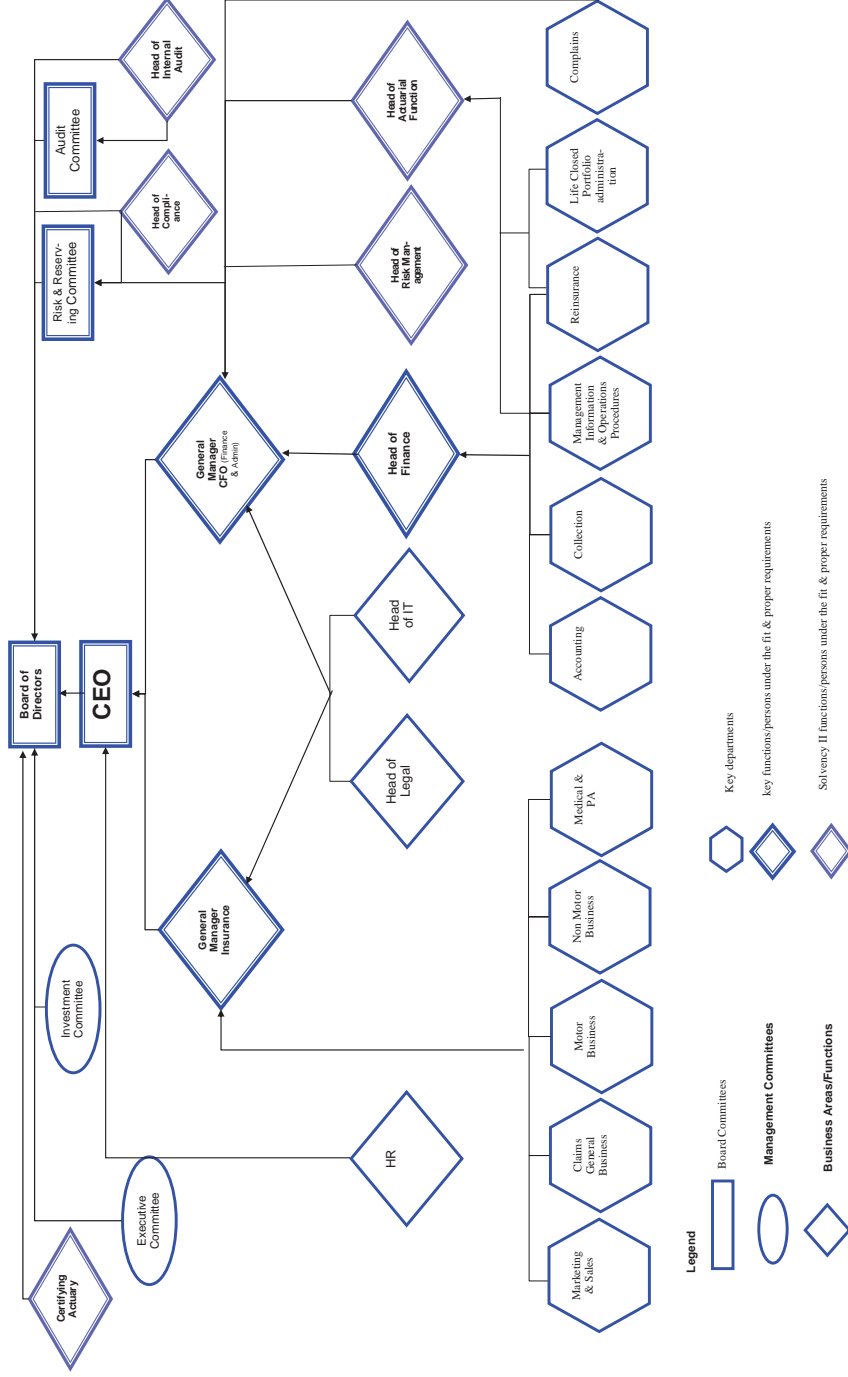 Certifying
Actuary
Executive
Committee
Investment
Committee
Board of
Directors
CEO
Risk & Reserv-
ing Committee
Audit
Committee
Head of
Compli-
ance
Head of
Internal
Audit
General
Manager
Insurance
General
Manager
CFO (Finance
& Admin)
HR
Head of
Legal
Head
of IT
Head of
Finance
Head of
Risk Man-
agement
Head of
Actuarial
Function
Marketing
& Sales
Claims
General
Business
Motor
Business
Non Motor
Business
Medical &
PA
Accounting
Collection
Management
Information
& Operations
Procedures
Reinsurance
Life Closed
Portfolio
administra-
tion
Complains
Legend
Board Committees
Management Committees
Business Areas/Functions
Key departments
key functions/persons under the fit & proper requirements
Solvency II functions/persons under the fit & proper requirements